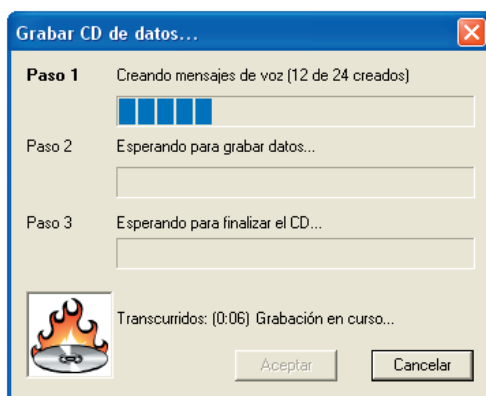 Grabar CD de datos...
Paso 1 Creando mensajes de voz (12 de 24 creados)
Paso 2 Esperando para grabar datos...
Paso 3 Esperando para finalizar el CD...
Transcurridos: (0:06) Grabación en curso...
Aceptar Cancelar